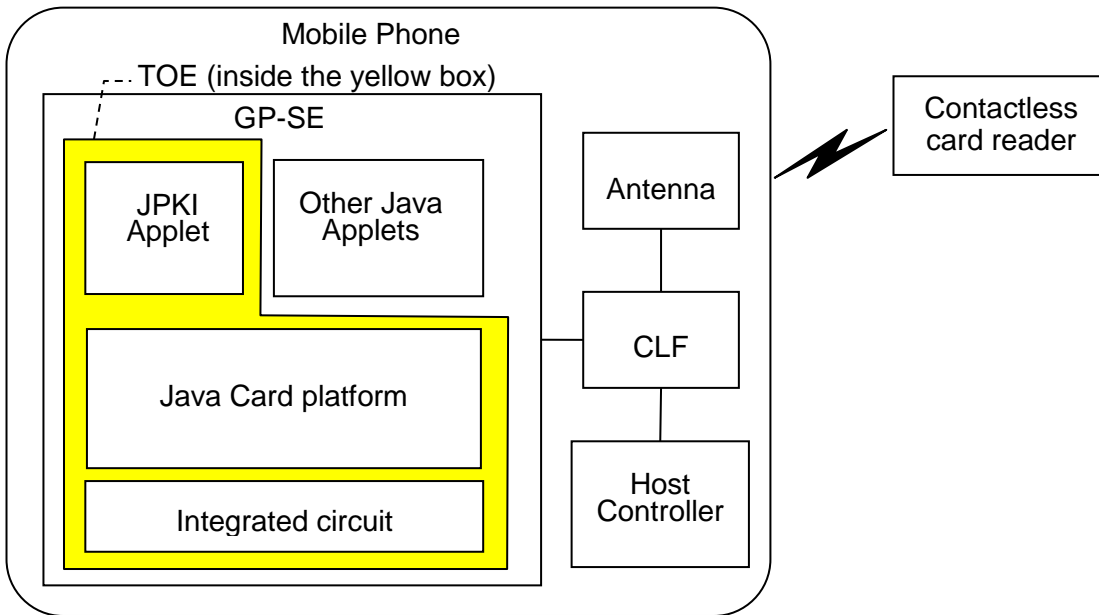 Mobile Phone
TOE (inside the yellow box)
GP-SE
JPKI
Applet
Other Java
Applets
Java Card platform
Integrated circuit
Antenna
CLF
Host
Controller
Contactless
card reader